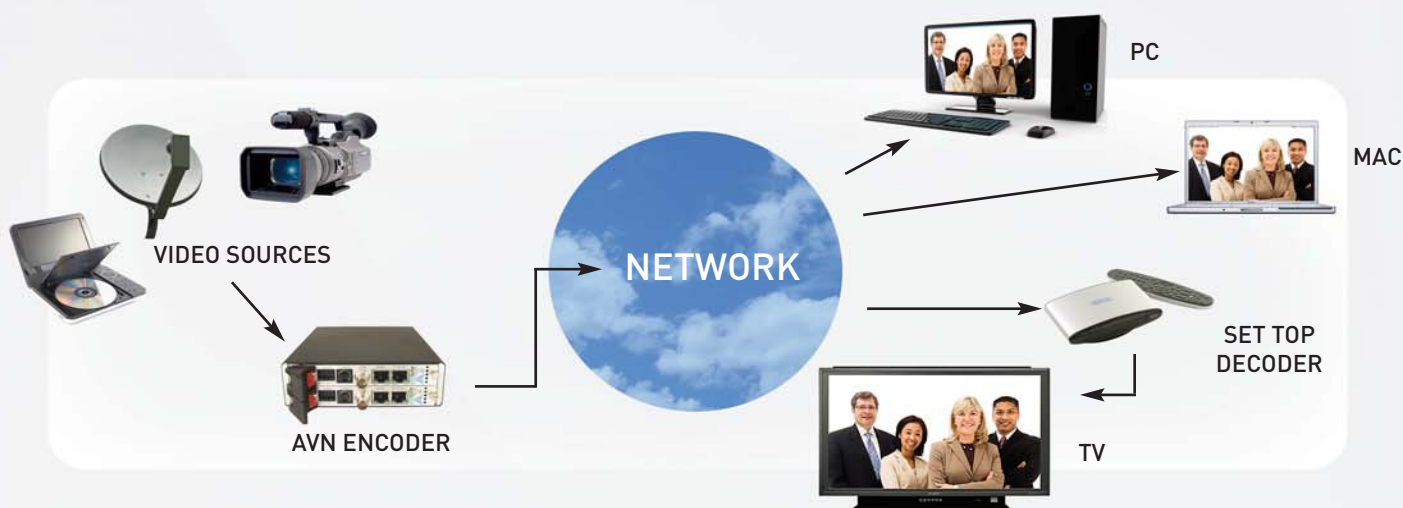 PC
MAC
VIDEO SOURCES
NETWORK
SET TOP
DECODER
AVN ENCODER
TV